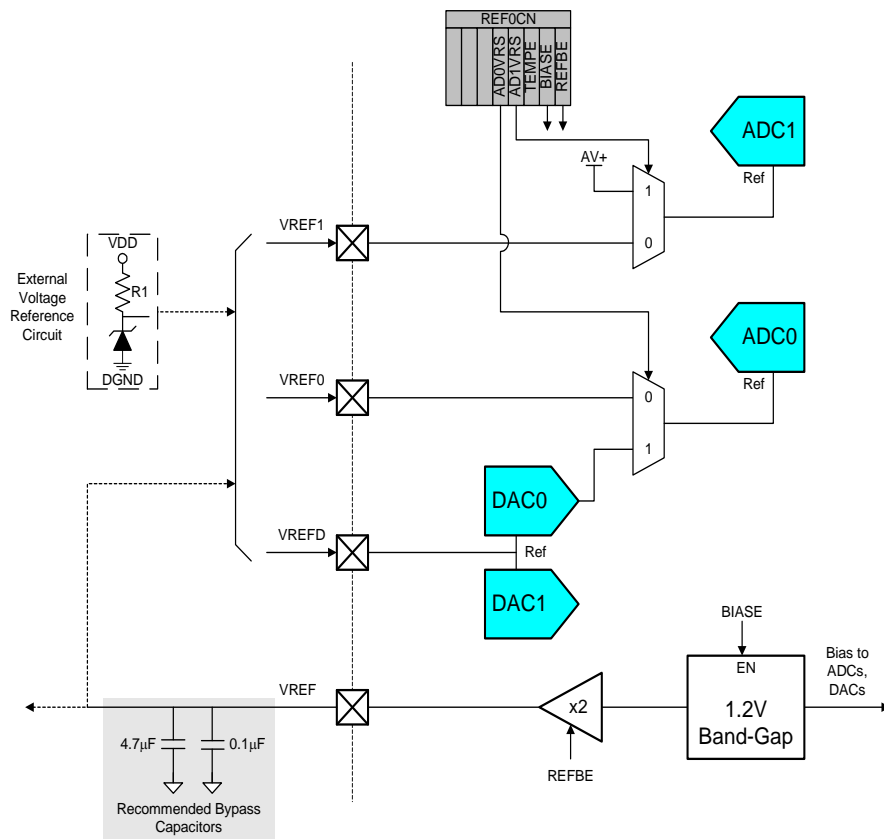 REF0CN
AD0VRS
AD1VRS
TEMPE
BIASE
REFBE
ADC1
Ref
AV+
1
0
VREF1
External
Voltage
Reference
Circuit
VDD
R1
DGND
ADC0
Ref
VREF0
0
1
DAC0
VREFD
Ref
DAC1
BIASE
EN
1.2V
Band-Gap
Bias to
ADCs,
DACs
VREF
x2
REFBE
4.7µF
0.1µF
Recommended Bypass
Capacitors